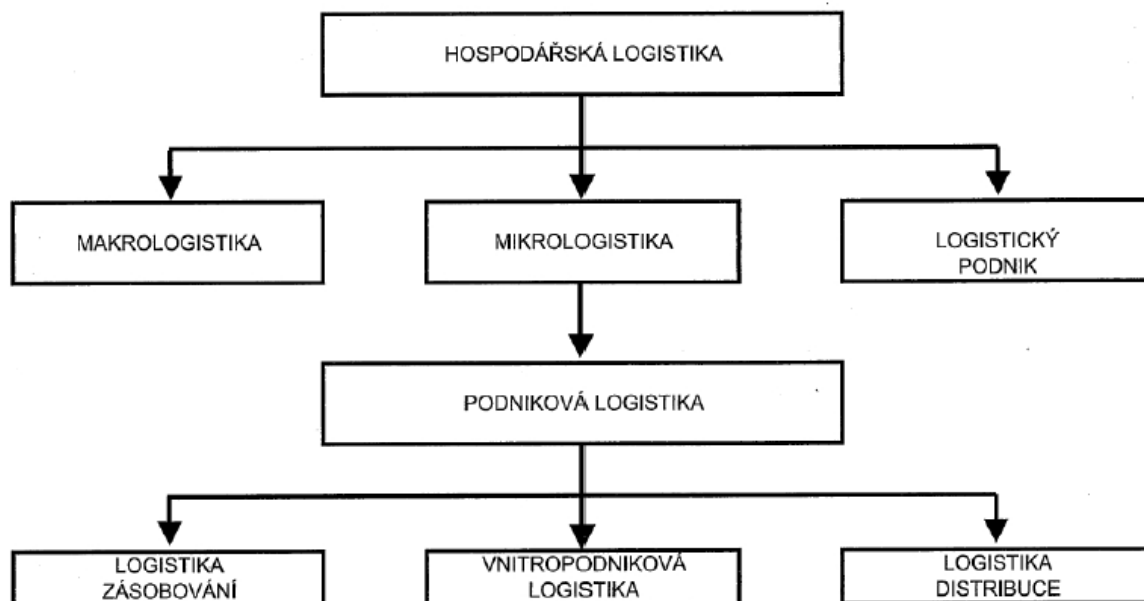 HOSPODÁŘSKÁ LOGISTIKA
MAKROLOGISTIKA
MIKROLOGISTIKA
LOGISTICKÝ
PODNIK
PODNIKOVÁ LOGISTIKA
LOGISTIKA
ZÁSOBOVÁNÍ
VNITROPODNIKOVÁ
LOGISTIKA
LOGISTIKA
DISTRIBUCE